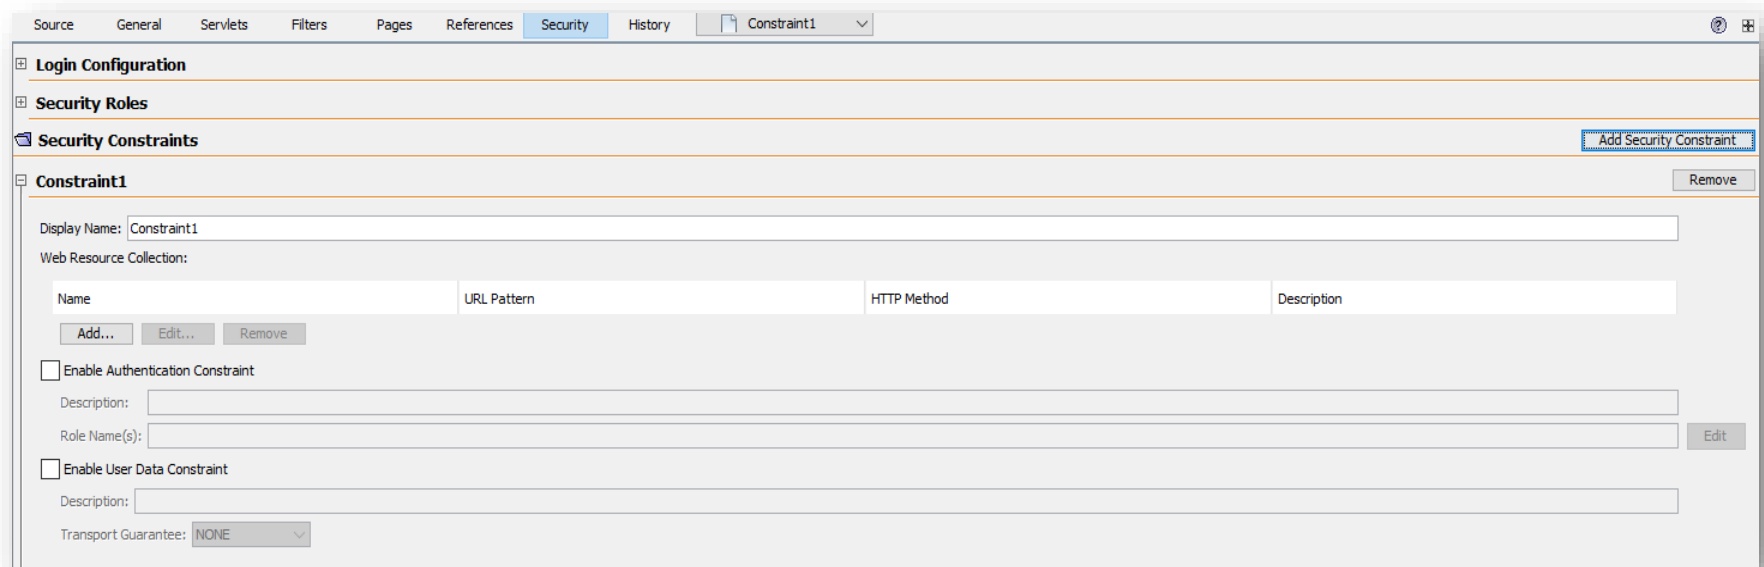 Source General Servlets Filters Pages References Security History Constraint1
Login Configuration
Security Roles
Security Constraints Add Security Constraint
Constraint1 Remove
Display Name: Constraint1
Web Resource Collection:
Name URL Pattern HTTP Method Description
Add... Edit... Remove
Enable Authentication Constraint
Description:
Role Name(s): Edit
Enable User Data Constraint
Description:
Transport Guarantee: NONE